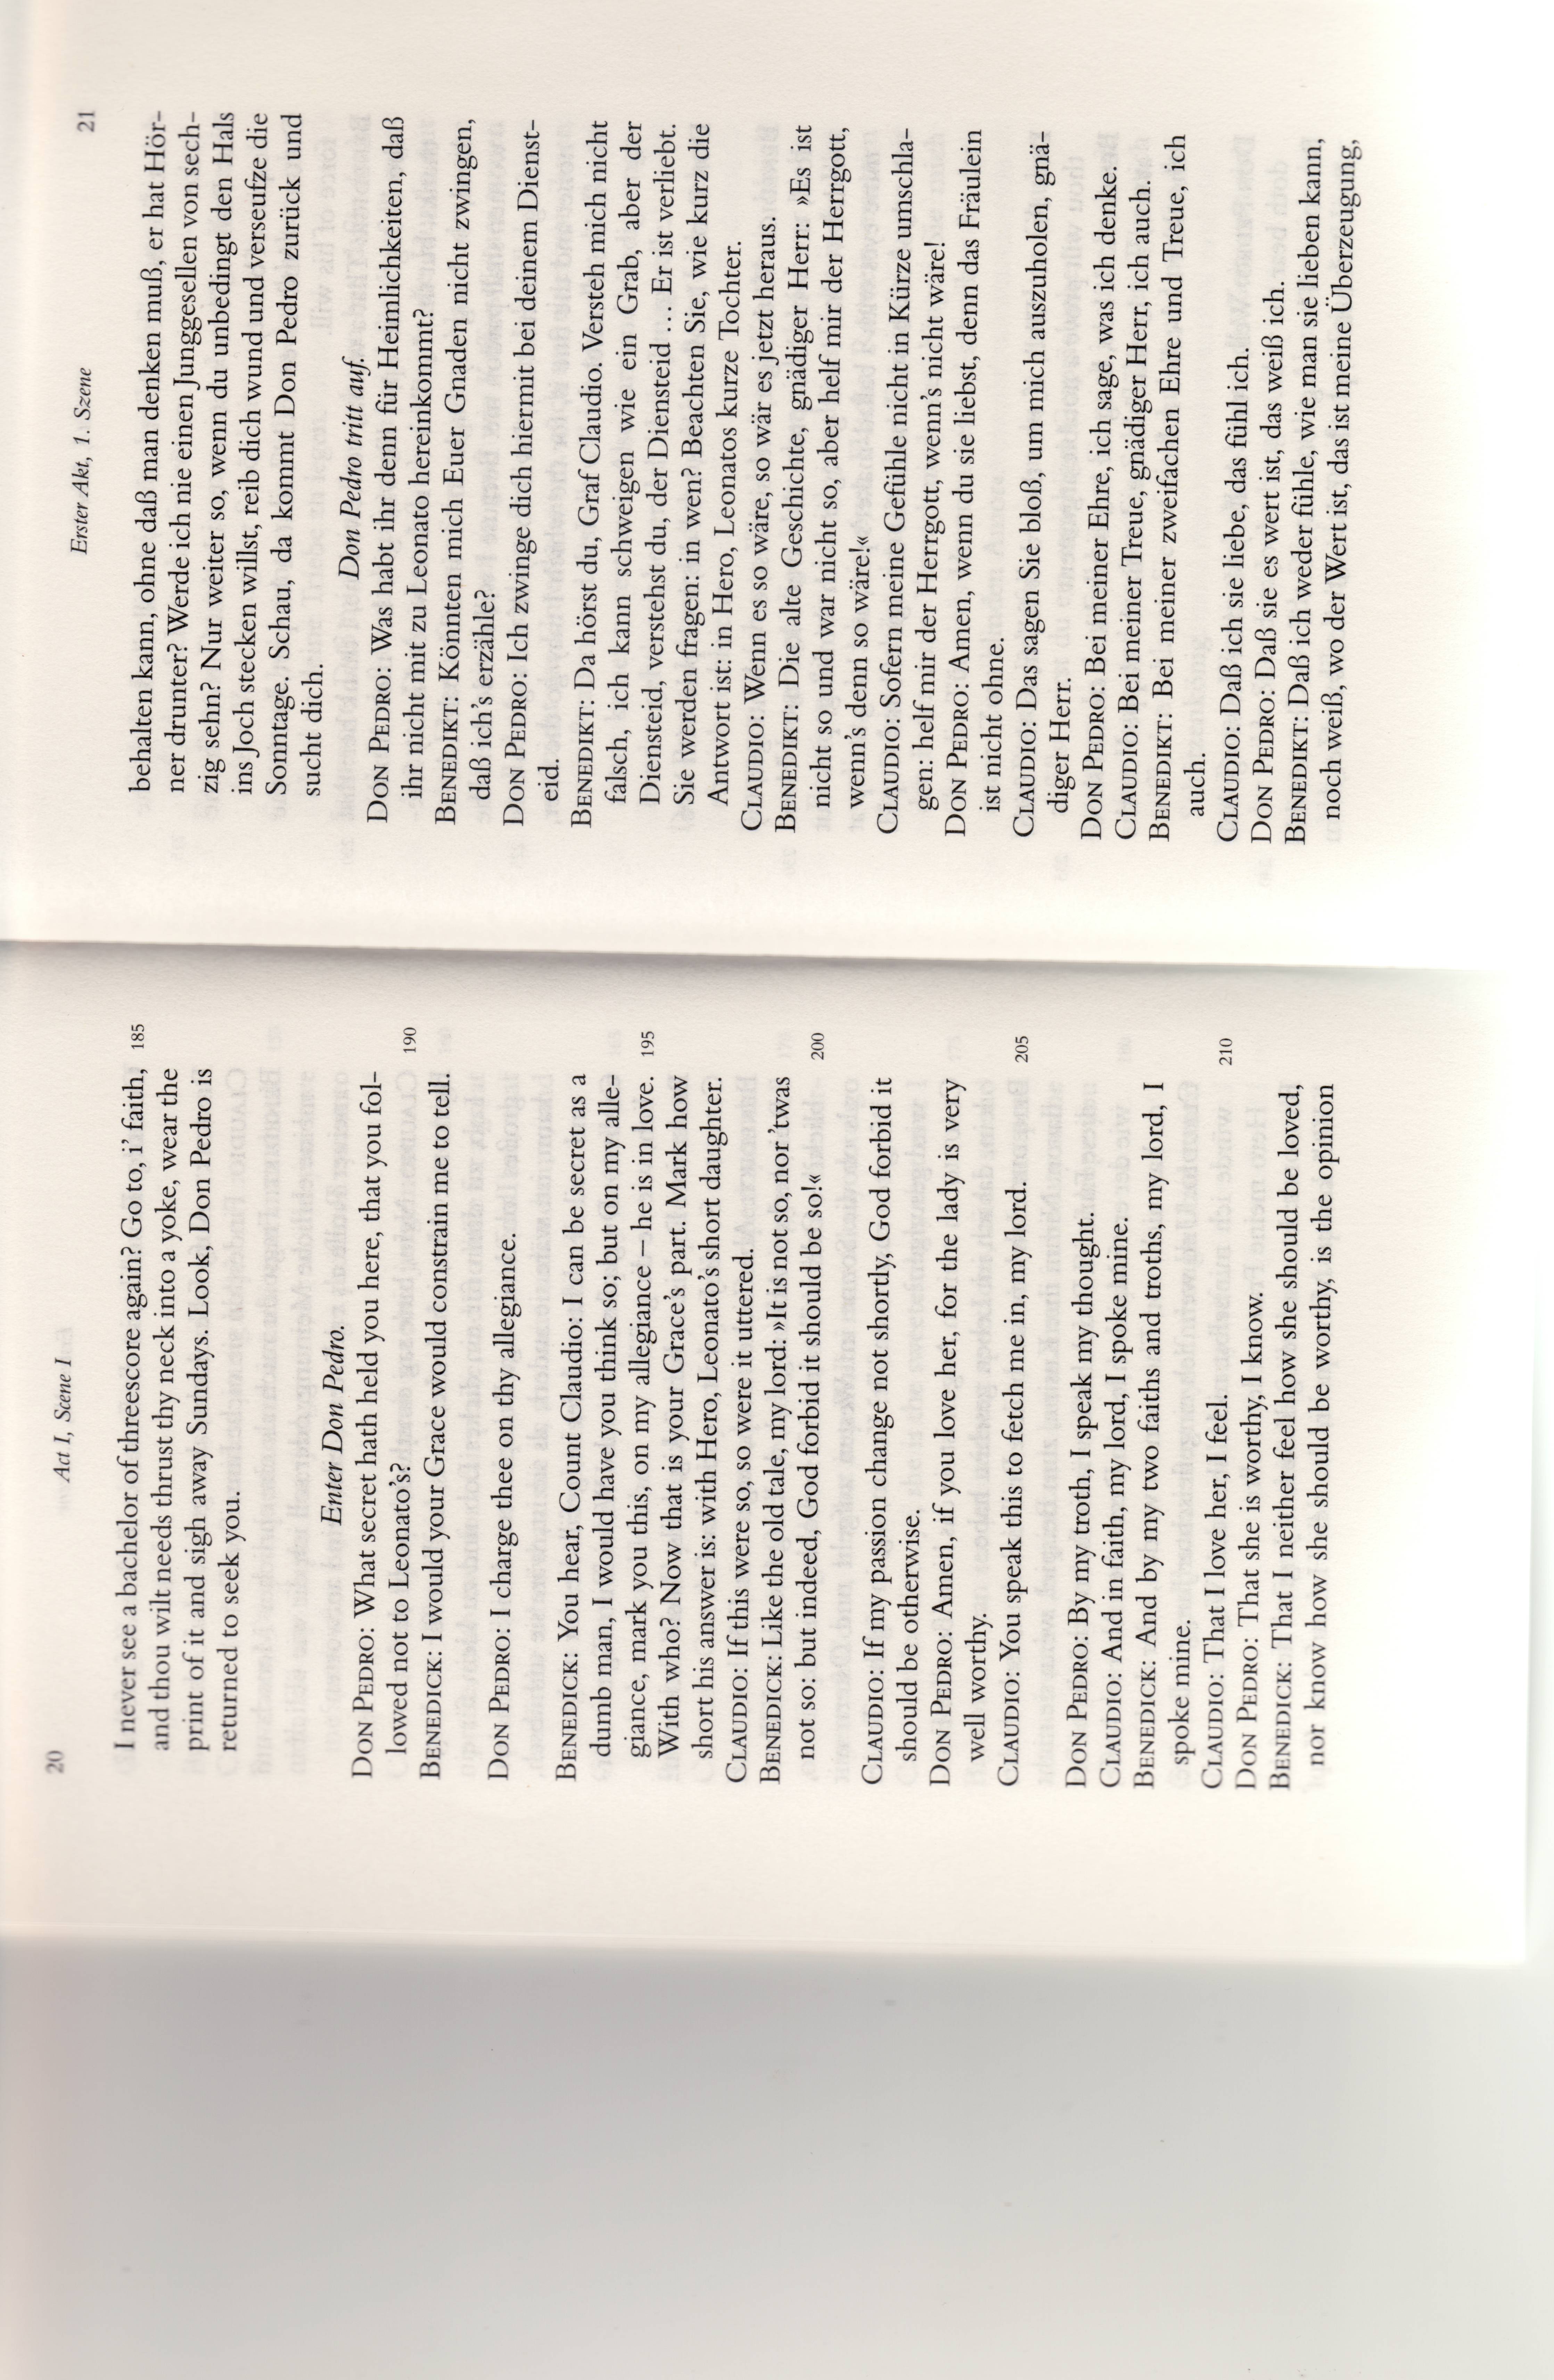 20
Act I, Scene I
I never see a bachelor of threescore again? Go to, i' faith, 185
and thou wilt needs thrust thy neck into a yoke, wear the
print of it and sigh away Sundays. Look, Don Pedro is
returned to seek you.
Enter Don Pedro.
DON PEDRO: What secret hath held you here, that you fol-
lowed not to Leonato's? 190
BENEDICK: I would your Grace would constrain me to tell.
DON PEDRO: I charge thee on thy allegiance.
BENEDICK: You hear, Count Claudio: I can be secret as a
dumb man, I would have you think so; but on my alle-
giance, mark you this, on my allegiance – he is in love. 195
With who? Now that is your Grace's part. Mark how
short his answer is: with Hero, Leonato's short daughter.
CLAUDIO: If this were so, so were it uttered.
BENEDICK: Like the old tale, my lord: »It is not so, nor 'twas
not so: but indeed, God forbid it should be so!« 200
CLAUDIO: If my passion change not shortly, God forbid it
should be otherwise.
DON PEDRO: Amen, if you love her, for the lady is very
well worthy.
CLAUDIO: You speak this to fetch me in, my lord. 205
DON PEDRO: By my troth, I speak my thought.
CLAUDIO: And in faith, my lord, I spoke mine.
BENEDICK: And by my two faiths and troths, my lord, I
spoke mine.
CLAUDIO: That I love her, I feel. 210
DON PEDRO: That she is worthy, I know.
BENEDICK: That I neither feel how she should be loved,
nor know how she should be worthy, is the opinion
Erster Akt, 1. Szene
21
behalten kann, ohne daß man denken muß, er hat Hör-
ner drunter? Werde ich nie einen Junggesellen von sech-
zig sehn? Nur weiter so, wenn du unbedingt den Hals
ins Joch stecken willst, reib dich wund und verseufze die
Sonntage. Schau, da kommt Don Pedro zurück und
sucht dich.
Don Pedro tritt auf.
DON PEDRO: Was habt ihr denn für Heimlichkeiten, daß
ihr nicht mit zu Leonato hereinkommt?
BENEDIKT: Könnten mich Euer Gnaden nicht zwingen,
daß ich's erzähle?
DON PEDRO: Ich zwinge dich hiermit bei deinem Dienst-
eid.
BENEDIKT: Da hörst du, Graf Claudio. Versteh mich nicht
falsch, ich kann schweigen wie ein Grab, aber der
Diensteid, verstehst du, der Diensteid ... Er ist verliebt.
Sie werden fragen: in wen? Beachten Sie, wie kurz die
Antwort ist: in Hero, Leonatos kurze Tochter.
CLAUDIO: Wenn es so wäre, so wär es jetzt heraus.
BENEDIKT: Die alte Geschichte, gnädiger Herr: »Es ist
nicht so und war nicht so, aber helf mir der Herrgott,
wenn's denn so wäre!«
CLAUDIO: Sofern meine Gefühle nicht in Kürze umschla-
gen: helf mir der Herrgott, wenn's nicht wäre!
DON PEDRO: Amen, wenn du sie liebst, denn das Fräulein
ist nicht ohne.
CLAUDIO: Das sagen Sie bloß, um mich auszuholen, gnä-
diger Herr.
DON PEDRO: Bei meiner Ehre, ich sage, was ich denke.
CLAUDIO: Bei meiner Treue, gnädiger Herr, ich auch.
BENEDIKT: Bei meiner zweifachen Ehre und Treue, ich
auch.
CLAUDIO: Daß ich sie liebe, das fühl ich.
DON PEDRO: Daß sie es wert ist, das weiß ich.
BENEDIKT: Daß ich weder fühle, wie man sie lieben kann,
noch weiß, wo der Wert ist, das ist meine Überzeugung,